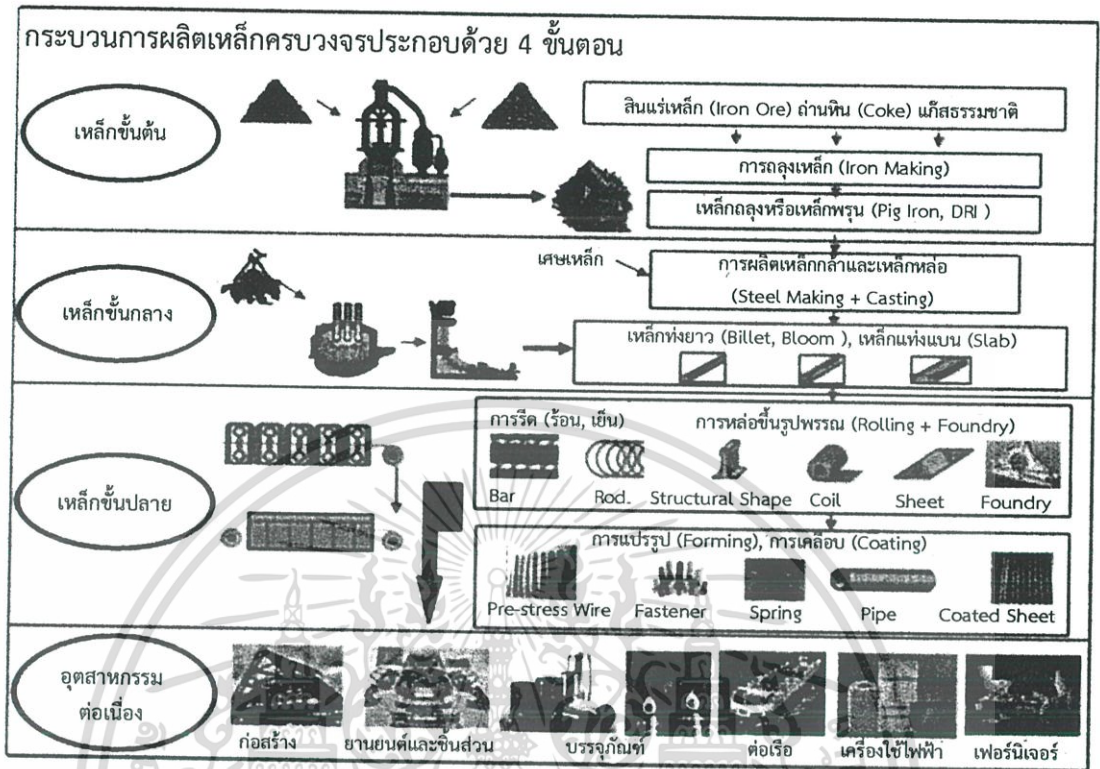 กระบวนการผลิตเหล็กครบวงจรประกอบด้วย 4 ขั้นตอน
เหล็กขั้นต้น
สินแร่เหล็ก (Iron Ore) ถ่านหิน (Coke) แก๊สธรรมชาติ
การถลุงเหล็ก (Iron Making)
เหล็กถลุงหรือเหล็กพรุน (Pig Iron, DRI )
เหล็กขั้นกลาง
เศษเหล็ก
การผลิตเหล็กกล้าและเหล็กหล่อ
(Steel Making + Casting)
เหล็กท่งยาว (Billet, Bloom ), เหล็กแท่งแบน (Slab)
เหล็กขั้นปลาย
การรีด (ร้อน, เย็น)
การหล่อขึ้นรูปพรรณ (Rolling + Foundry)
Bar Rod. Structural Shape Coil Sheet Foundry
การแปรรูป (Forming), การเคลือบ (Coating)
Pre-stress Wire Fastener Spring Pipe Coated Sheet
อุตสาหกรรม
ต่อเนื่อง
ก่อสร้าง ยานยนต์และชิ้นส่วน บรรจุภัณฑ์ ต่อเรือ เครื่องใช้ไฟฟ้า เฟอร์นิเจอร์